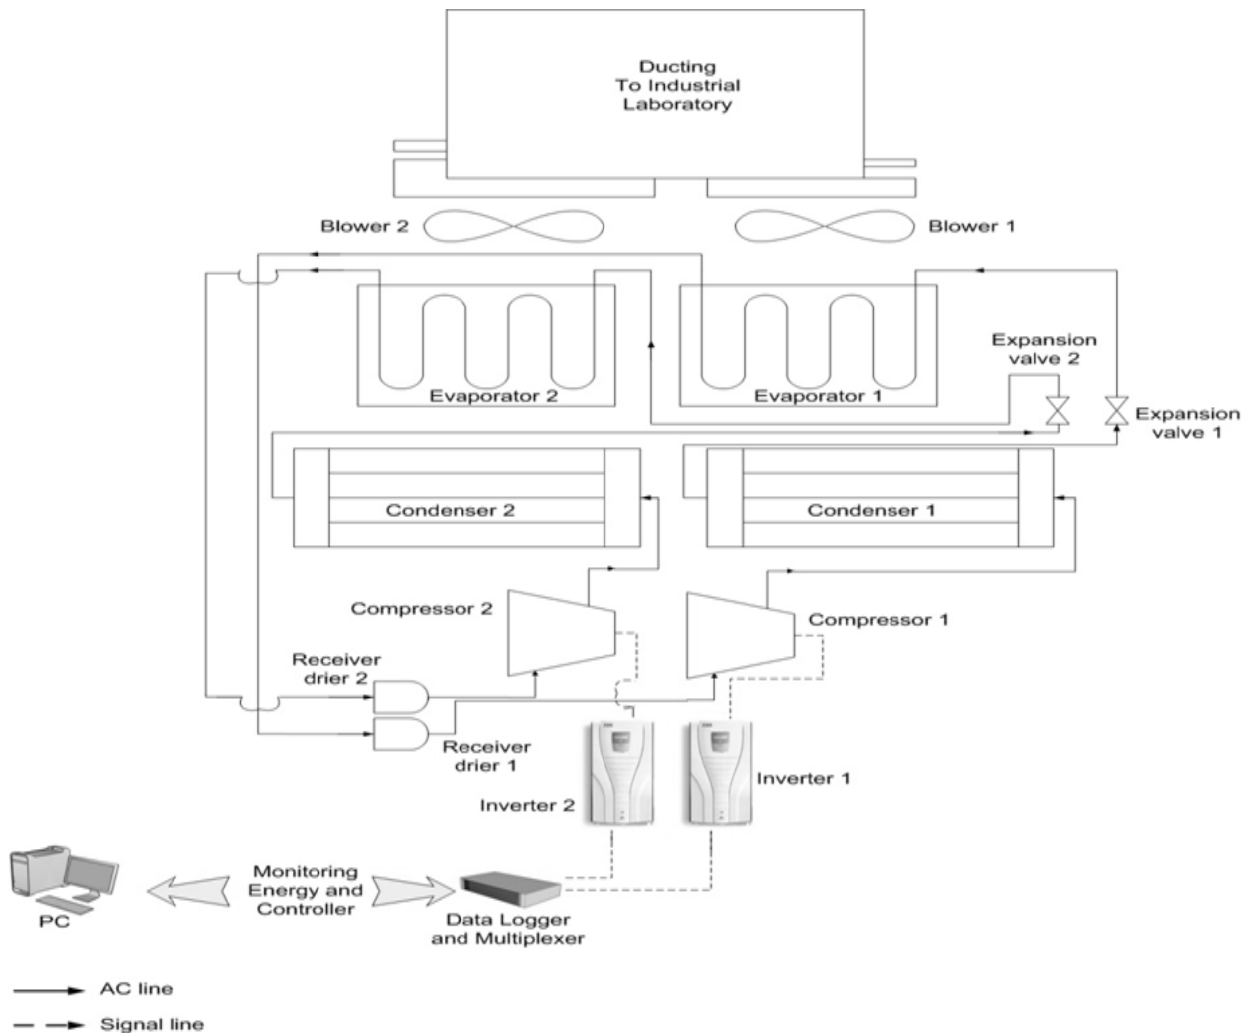 Ducting
To Industrial
Laboratory
Blower 2
Blower 1
Expansion
valve 2
Evaporator 2
Evaporator 1
Expansion
valve 1
Condenser 2
Condenser 1
Compressor 2
Compressor 1
Receiver
drier 2
Receiver
drier 1
Inverter 1
Inverter 2
Monitoring
Energy and
Controller
PC
Data Logger
and Multiplexer
AC line
Signal line